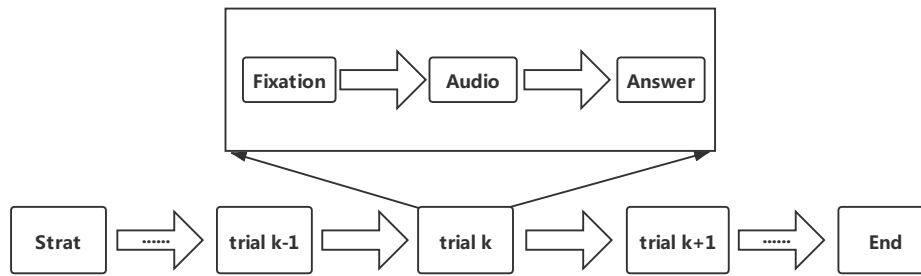 Fixation Audio Answer
Strat ...... trial k-1 trial k trial k+1 ...... End